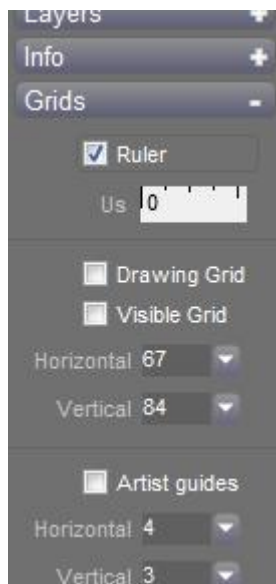 Layers +
Info +
Grids -
Ruler
Us 0
Drawing Grid
Visible Grid
Horizontal 67
Vertical 84
Artist guides
Horizontal 4
Vertical 3